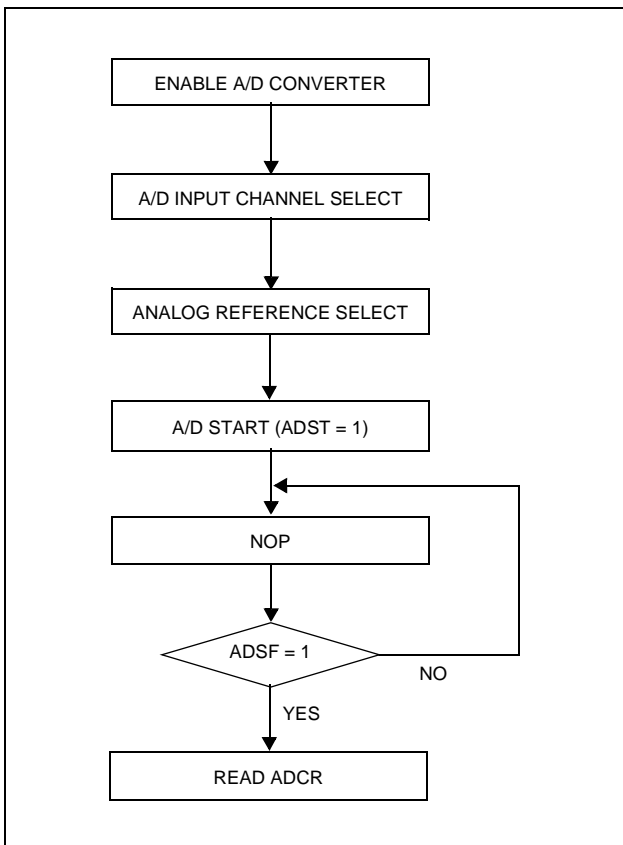 ENABLE A/D CONVERTER
A/D INPUT CHANNEL SELECT
ANALOG REFERENCE SELECT
A/D START (ADST = 1)
NOP
ADSF = 1
NO
YES
READ ADCR